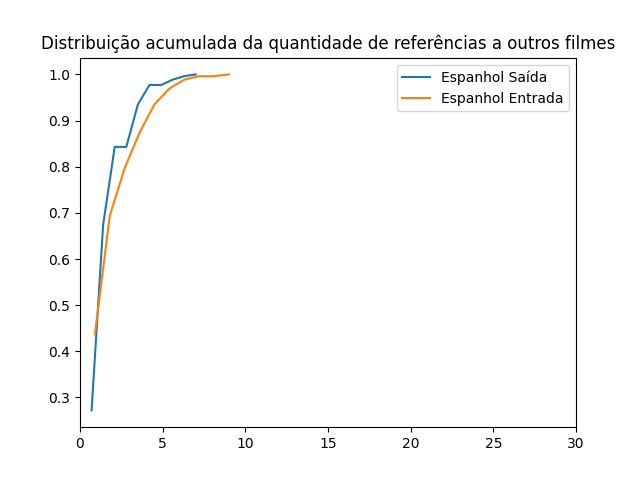 Distribuição acumulada da quantidade de referências a outros filmes
Espanhol Saída
Espanhol Entrada
1.0
0.9
0.8
0.7
0.6
0.5
0.4
0.3
0 5 10 15 20 25 30